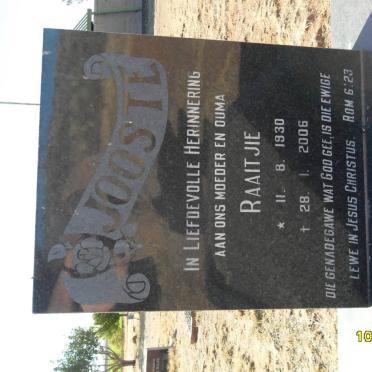 JOOSTE
IN LIEFDEVOLLE HERINNERING
AAN ONS MOEDER EN OUMA
RAAITJIE
* 11. 8. 1930
† 28. 1. 2006
DIE GENADEGAWE WAT GOD GEE, IS DIE EWIGE
LEWE IN JESUS CHRISTUS. ROM 6:23
10